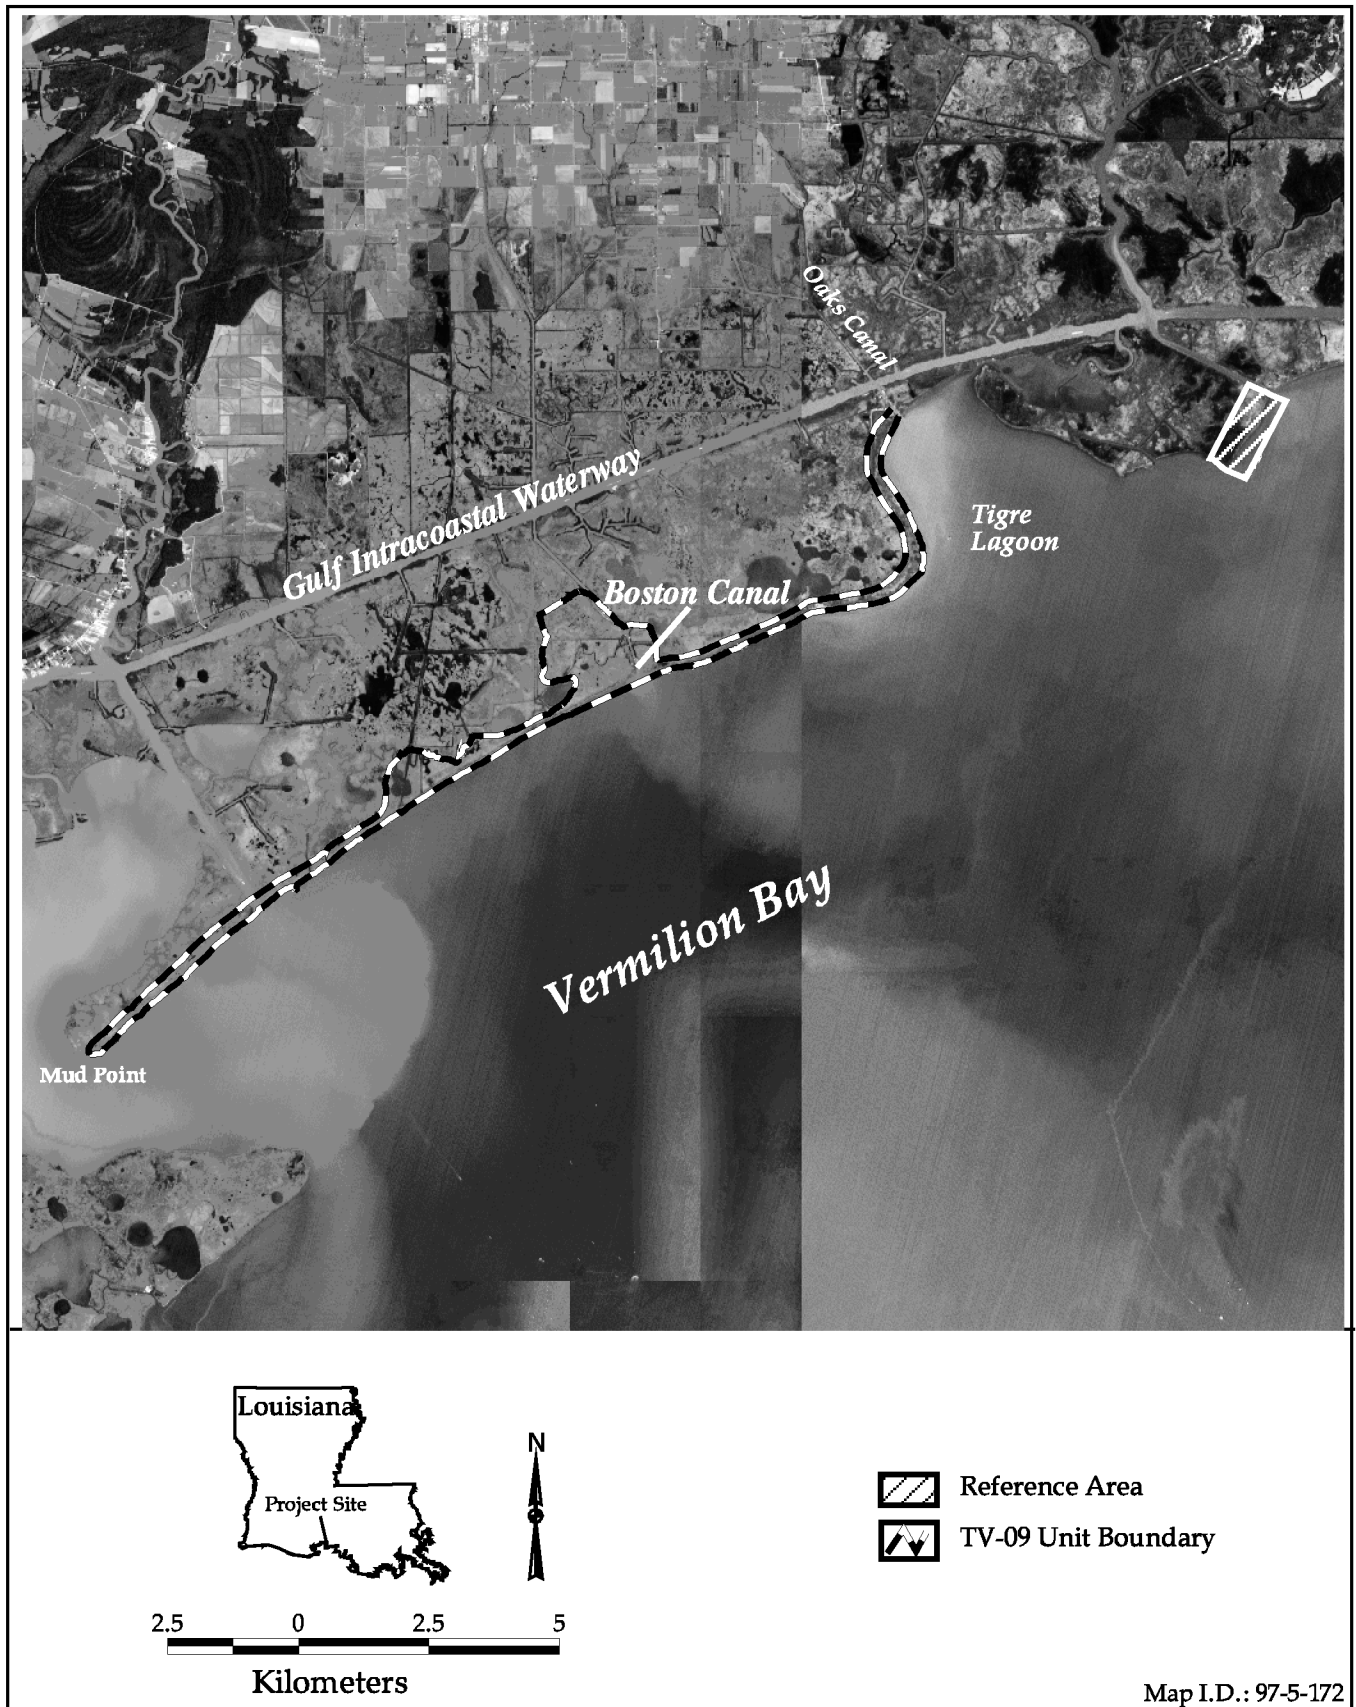 Oaks Canal
Gulf Intracoastal Waterway
Tigre
Lagoon
Boston Canal
Vermilion Bay
Mud Point
Louisiana
Project Site
N
Reference Area
TV-09 Unit Boundary
2.5 0 2.5 5
Kilometers
Map I.D.: 97-5-172